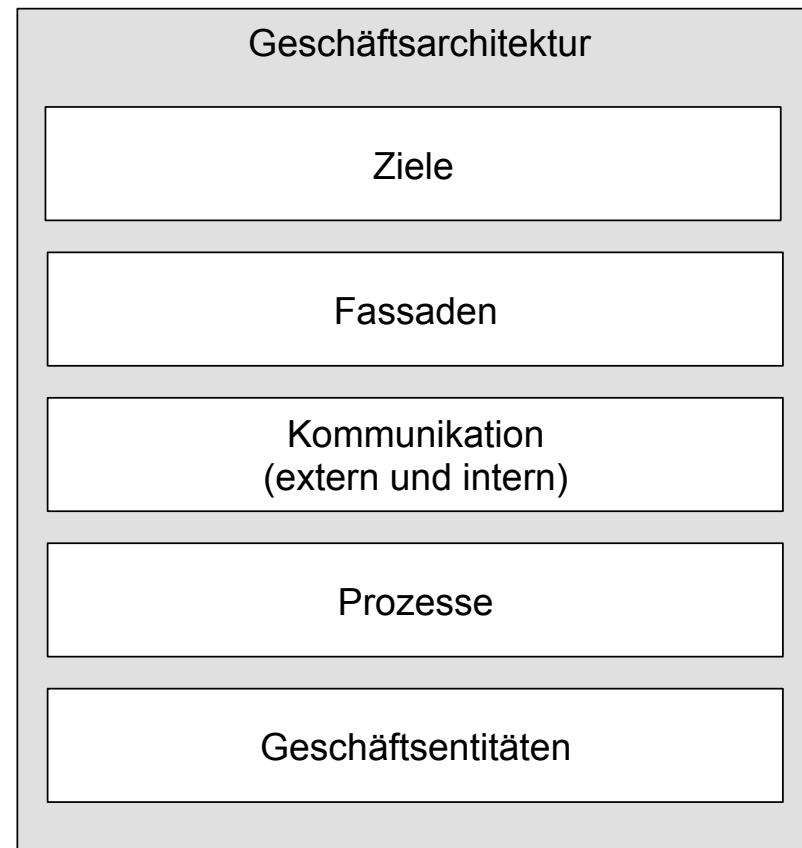 Geschäftsarchitektur
Ziele
Fassaden
Kommunikation
(extern und intern)
Prozesse
Geschäftsentitäten